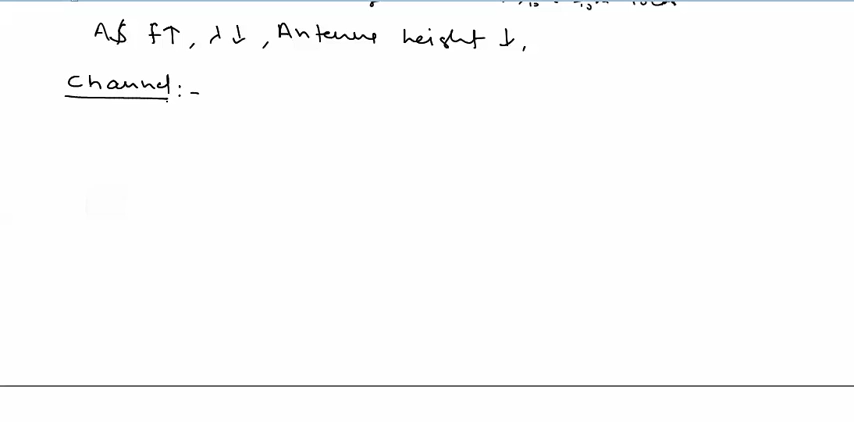 As f↑, λ↓, Antenna height ↓,
Channel :-